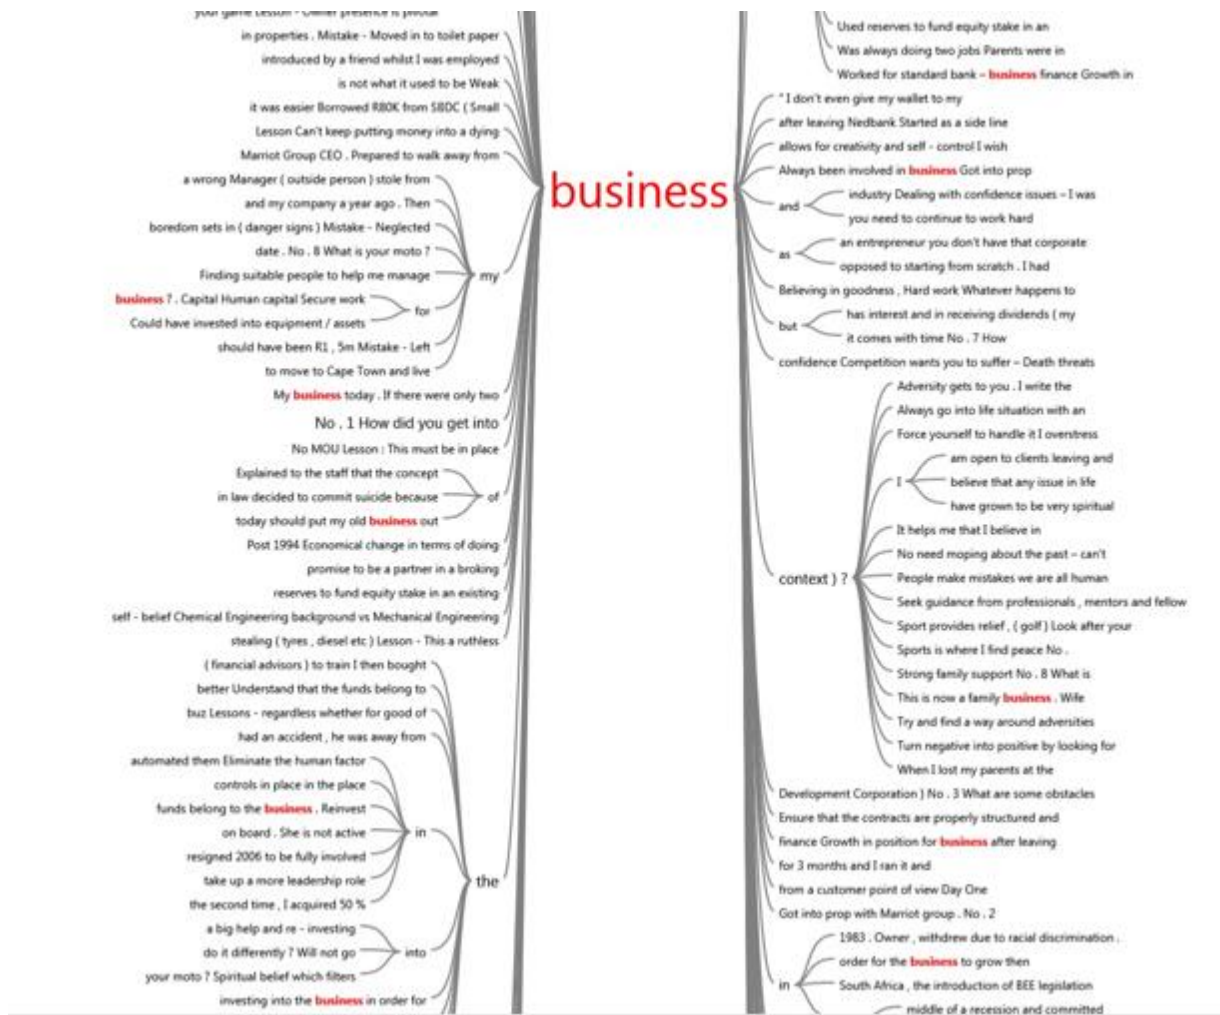 your game Lesson - Owner presence is pivotal
in properties . Mistake - Moved in to toilet paper
introduced by a friend whilst I was employed
is not what it used to be Weak
it was easier Borrowed R80K from SBDC ( Small
Lesson Can't keep putting money into a dying
Marriot Group CEO . Prepared to walk away from
a wrong Manager ( outside person ) stole from
and my company a year ago . Then
boredom sets in ( danger signs ) Mistake - Neglected
date . No . 8 What is your moto ?
Finding suitable people to help me manage
my
business ? . Capital Human capital Secure work
for
Could have invested into equipment / assets
should have been R1 , 5m Mistake - Left
to move to Cape Town and live
My business today . If there were only two
No . 1 How did you get into
No MOU Lesson : This must be in place
Explained to the staff that the concept
in law decided to commit suicide because
of
today should put my old business out
Post 1994 Economical change in terms of doing
promise to be a partner in a broking
reserves to fund equity stake in an existing
self - belief Chemical Engineering background vs Mechanical Engineering
stealing ( tyres , diesel etc ) Lesson - This a ruthless
( financial advisors ) to train I then bought
better Understand that the funds belong to
buz Lessons - regardless whether for good of
had an accident , he was away from
automated them Eliminate the human factor
controls in place in the place
funds belong to the business . Reinvest
on board . She is not active
in
resigned 2006 to be fully involved
take up a more leadership role
the
the second time , I acquired 50 %
a big help and re - investing
do it differently ? Will not go
into
your moto ? Spiritual belief which filters
investing into the business in order for
business
Used reserves to fund equity stake in an
Was always doing two jobs Parents were in
Worked for standard bank – business finance Growth in
" I don't even give my wallet to my
after leaving Nedbank Started as a side line
allows for creativity and self - control I wish
Always been involved in business Got into prop
and
industry Dealing with confidence issues – I was
you need to continue to work hard
as
an entrepreneur you don't have that corporate
opposed to starting from scratch . I had
Believing in goodness , Hard work Whatever happens to
but
has interest and in receiving dividends ( my
it comes with time No . 7 How
confidence Competition wants you to suffer – Death threats
context ) ?
Adversity gets to you . I write the
Always go into life situation with an
Force yourself to handle it I overstress
I
am open to clients leaving and
believe that any issue in life
have grown to be very spiritual
It helps me that I believe in
No need moping about the past – can't
People make mistakes we are all human
Seek guidance from professionals , mentors and fellow
Sport provides relief , ( golf ) Look after your
Sports is where I find peace No .
Strong family support No . 8 What is
This is now a family business . Wife
Try and find a way around adversities
Turn negative into positive by looking for
When I lost my parents at the
Development Corporation ) No . 3 What are some obstacles
Ensure that the contracts are properly structured and
finance Growth in position for business after leaving
for 3 months and I ran it and
from a customer point of view Day One
Got into prop with Marriot group . No . 2
in
1983 . Owner , withdrew due to racial discrimination .
order for the business to grow then
South Africa , the introduction of BEE legislation
middle of a recession and committed